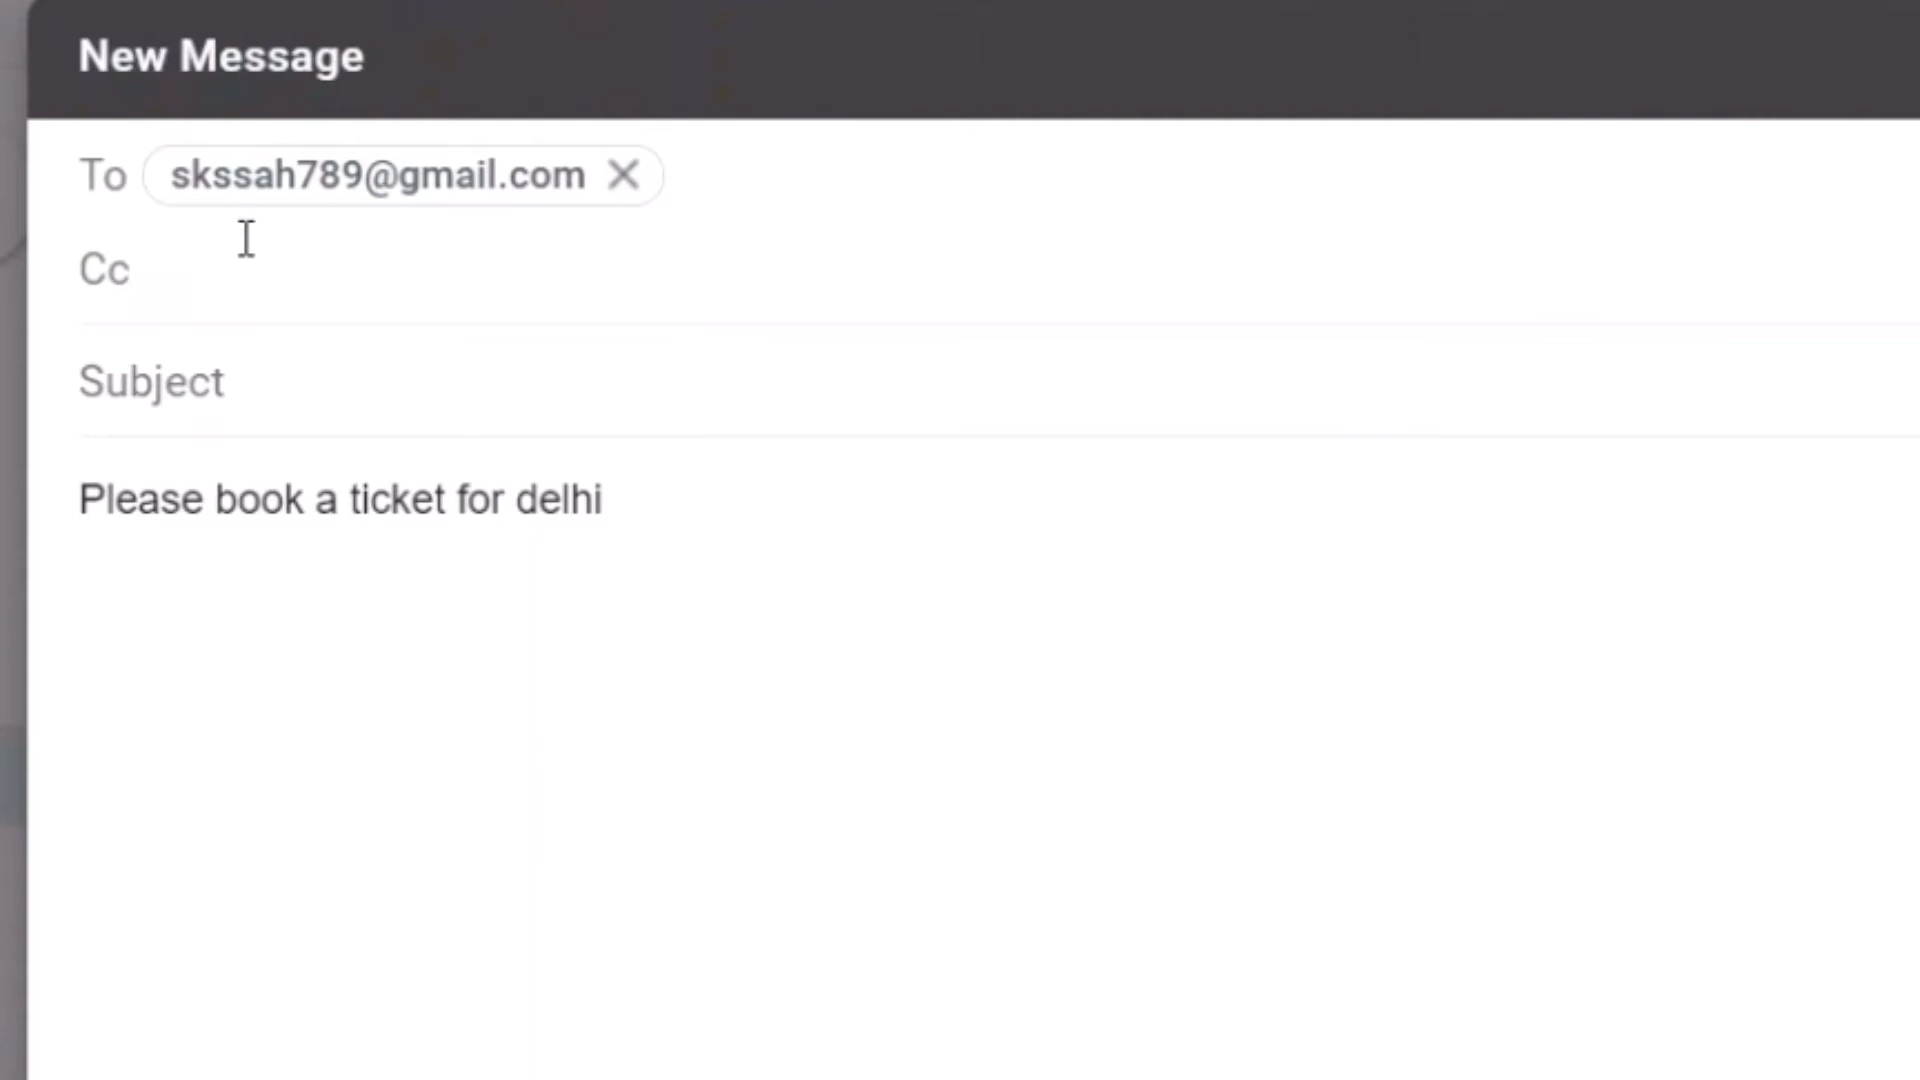 New Message
To skssah789@gmail.com
Cc
Subject
Please book a ticket for delhi